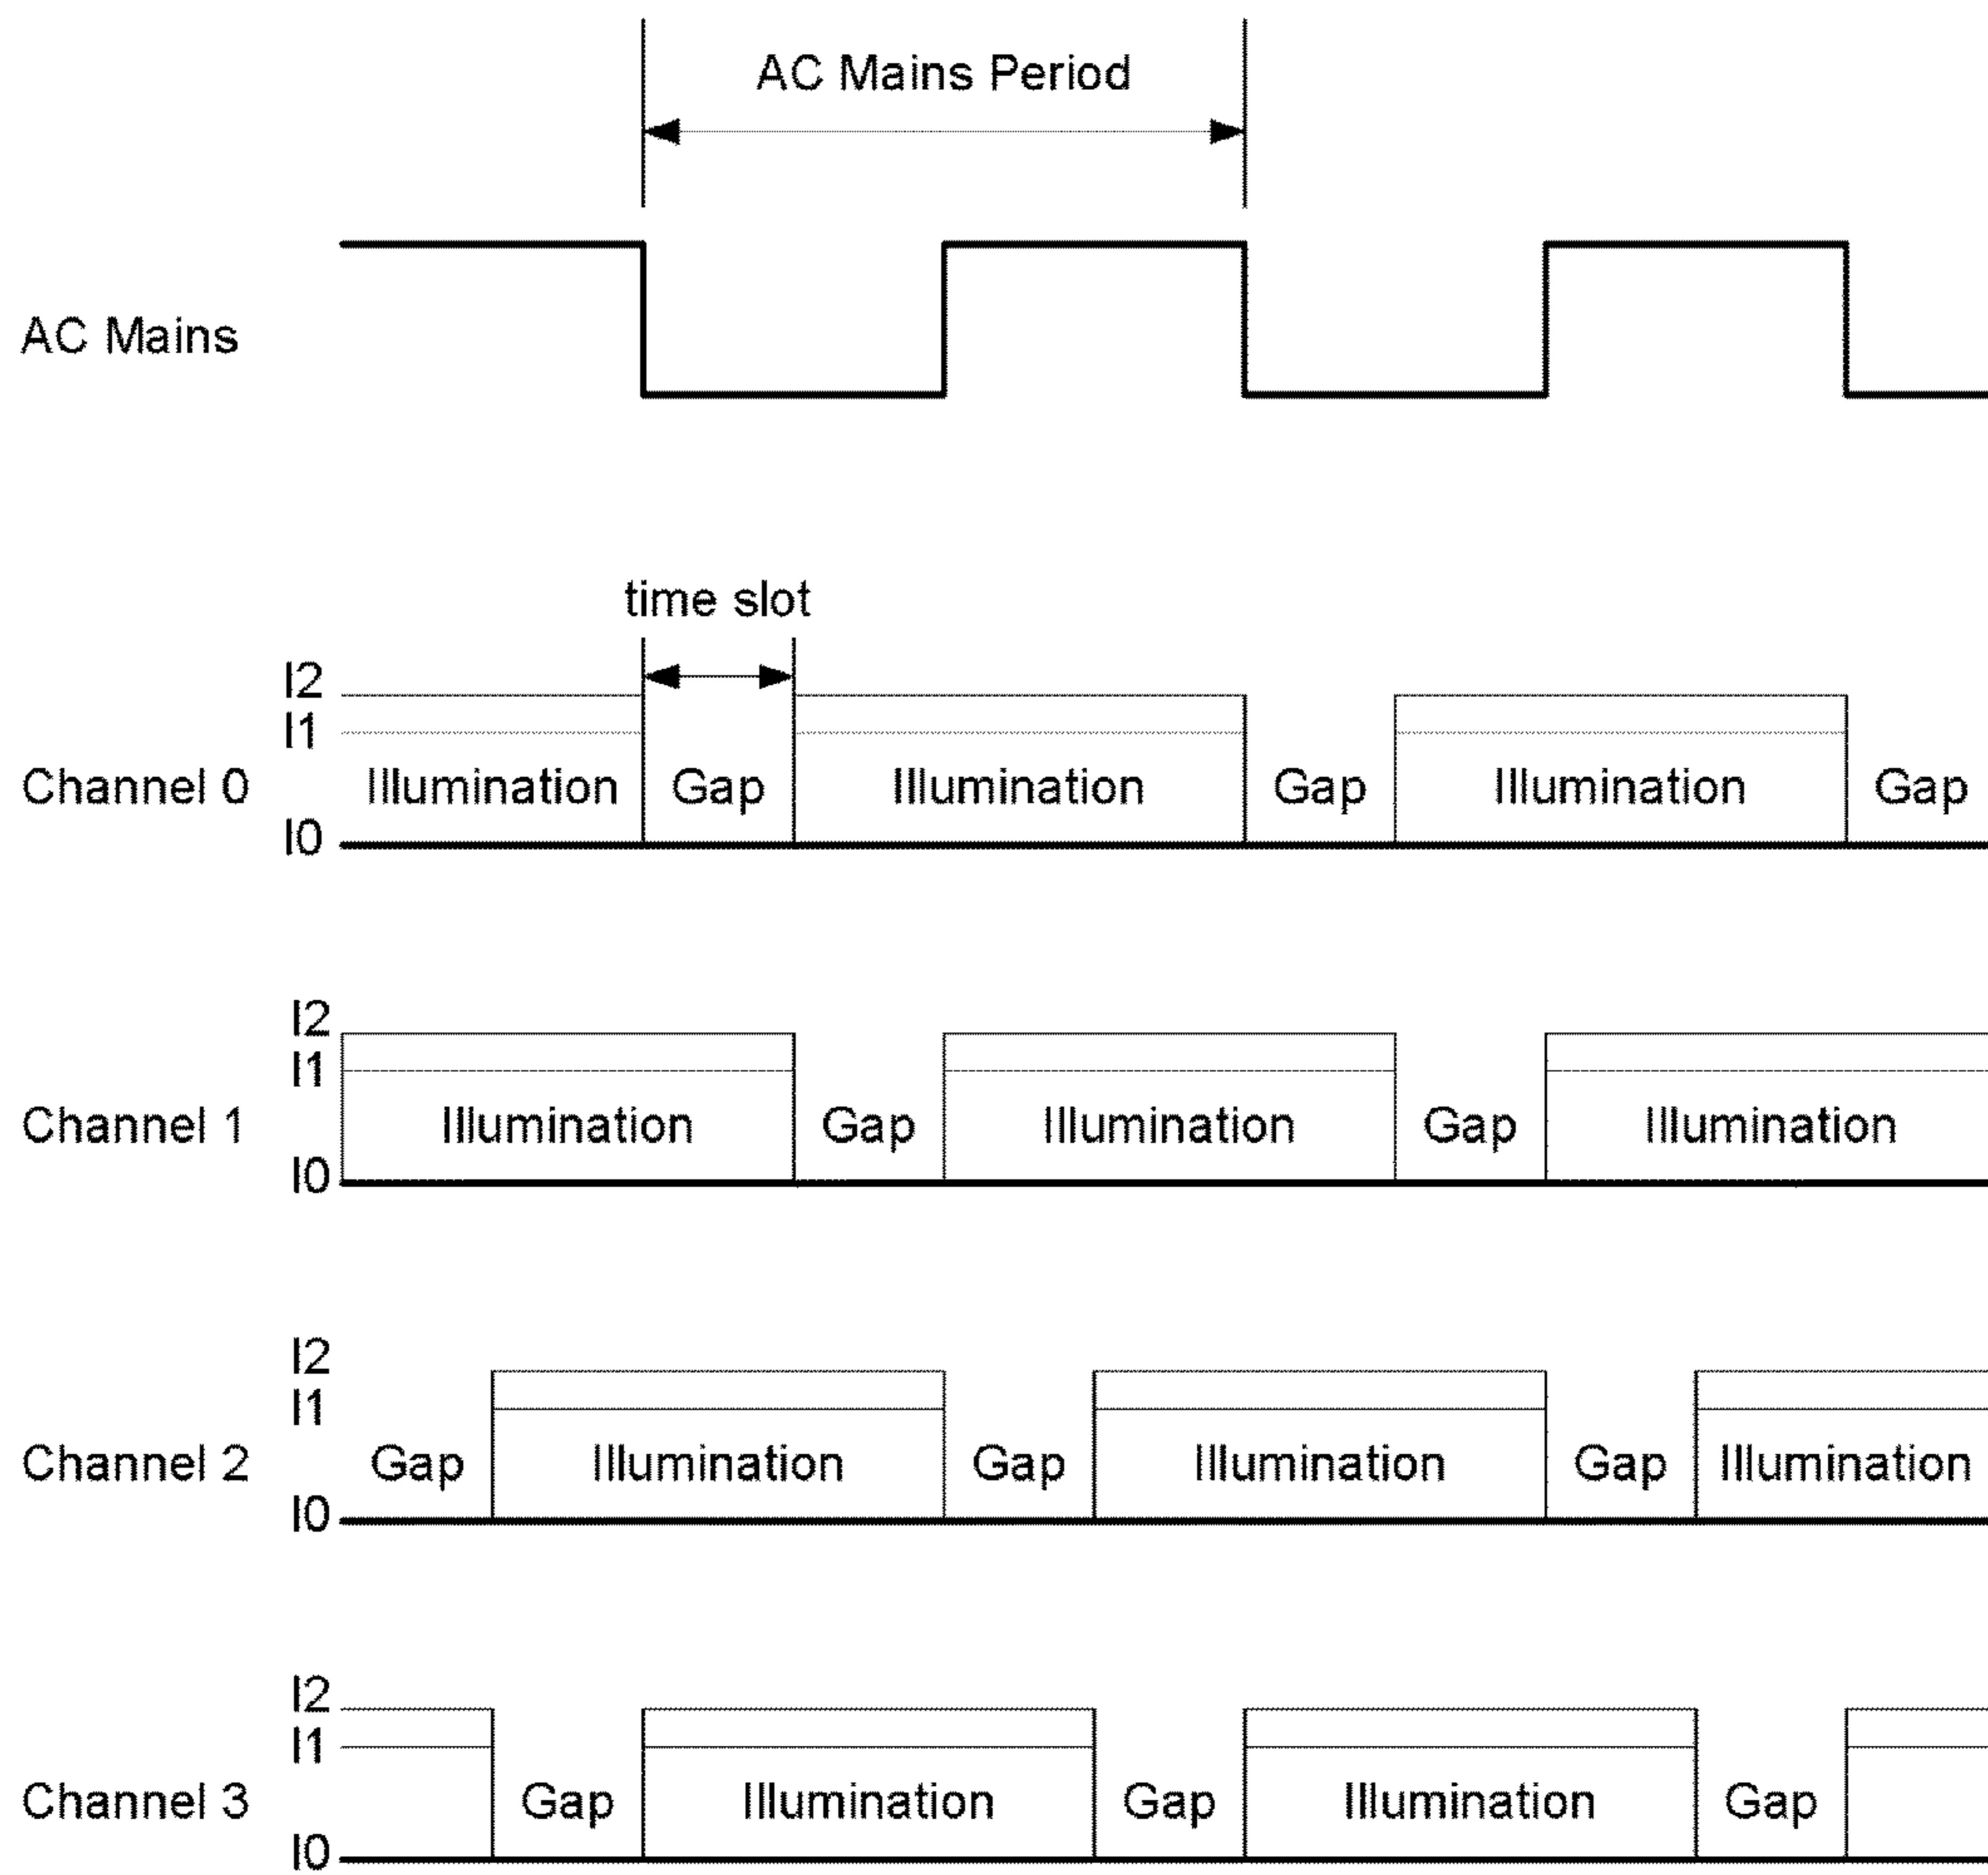 AC Mains Period
AC Mains
time slot
I2
I1
Channel 0 Illumination Gap Illumination Gap Illumination Gap
I0
I2
I1
Channel 1 Illumination Gap Illumination Gap Illumination
I0
I2
I1
Channel 2 Gap Illumination Gap Illumination Gap Illumination
I0
I2
I1
Channel 3 Gap Illumination Gap Illumination Gap
I0